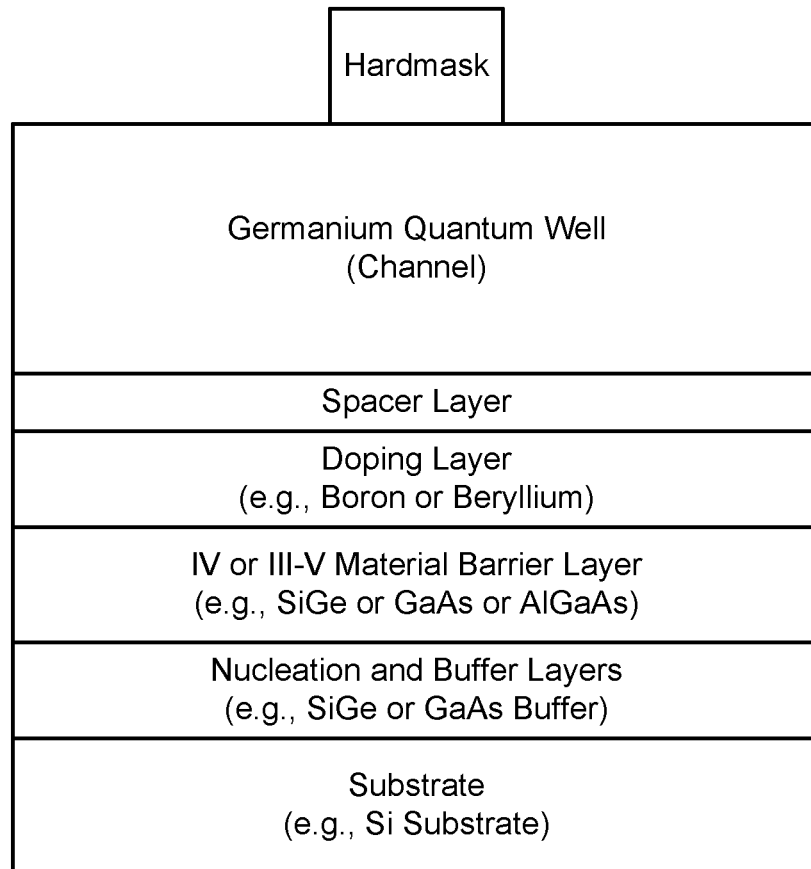 Hardmask
Germanium Quantum Well
(Channel)
Spacer Layer
Doping Layer
(e.g., Boron or Beryllium)
IV or III-V Material Barrier Layer
(e.g., SiGe or GaAs or AlGaAs)
Nucleation and Buffer Layers
(e.g., SiGe or GaAs Buffer)
Substrate
(e.g., Si Substrate)